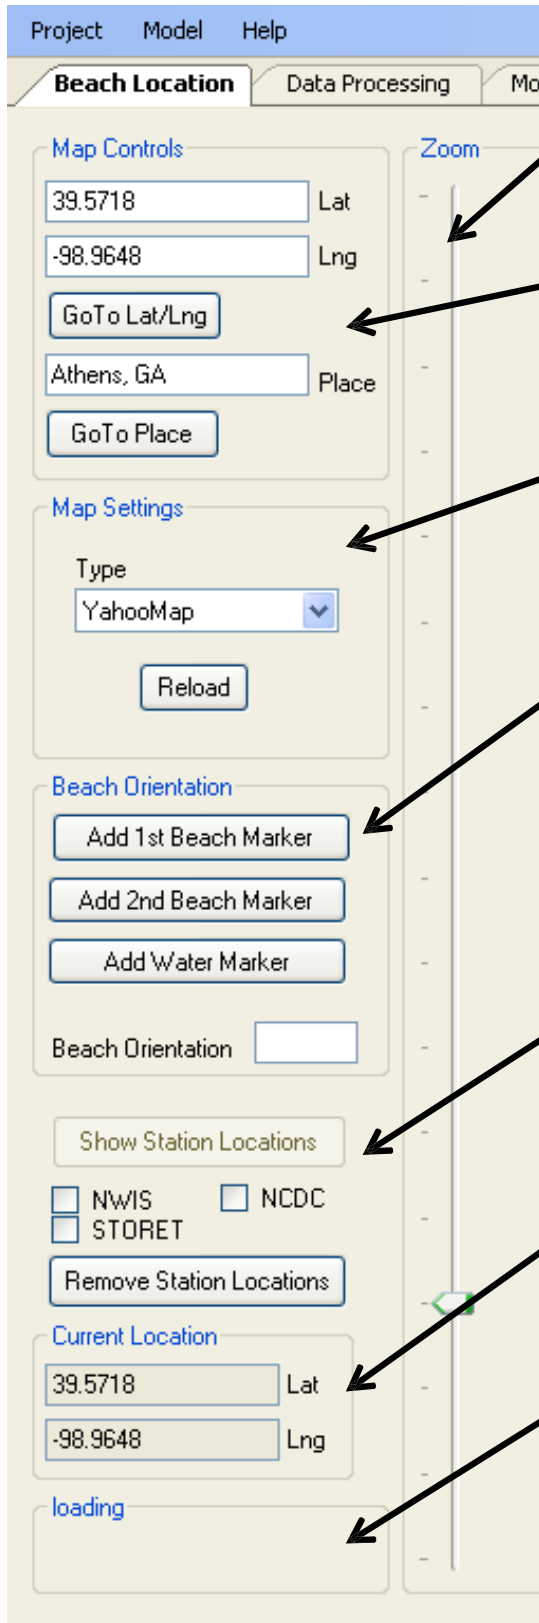 Project Model Help
Beach Location Data Processing Mo
Map Controls
39.5718 Lat
-98.9648 Lng
GoTo Lat/Lng
Athens, GA Place
GoTo Place
Zoom
Map Settings
Type
YahooMap
Reload
Beach Orientation
Add 1st Beach Marker
Add 2nd Beach Marker
Add Water Marker
Beach Orientation
Show Station Locations
NWIS NCDC
STORET
Remove Station Locations
Current Location
39.5718 Lat
-98.9648 Lng
loading